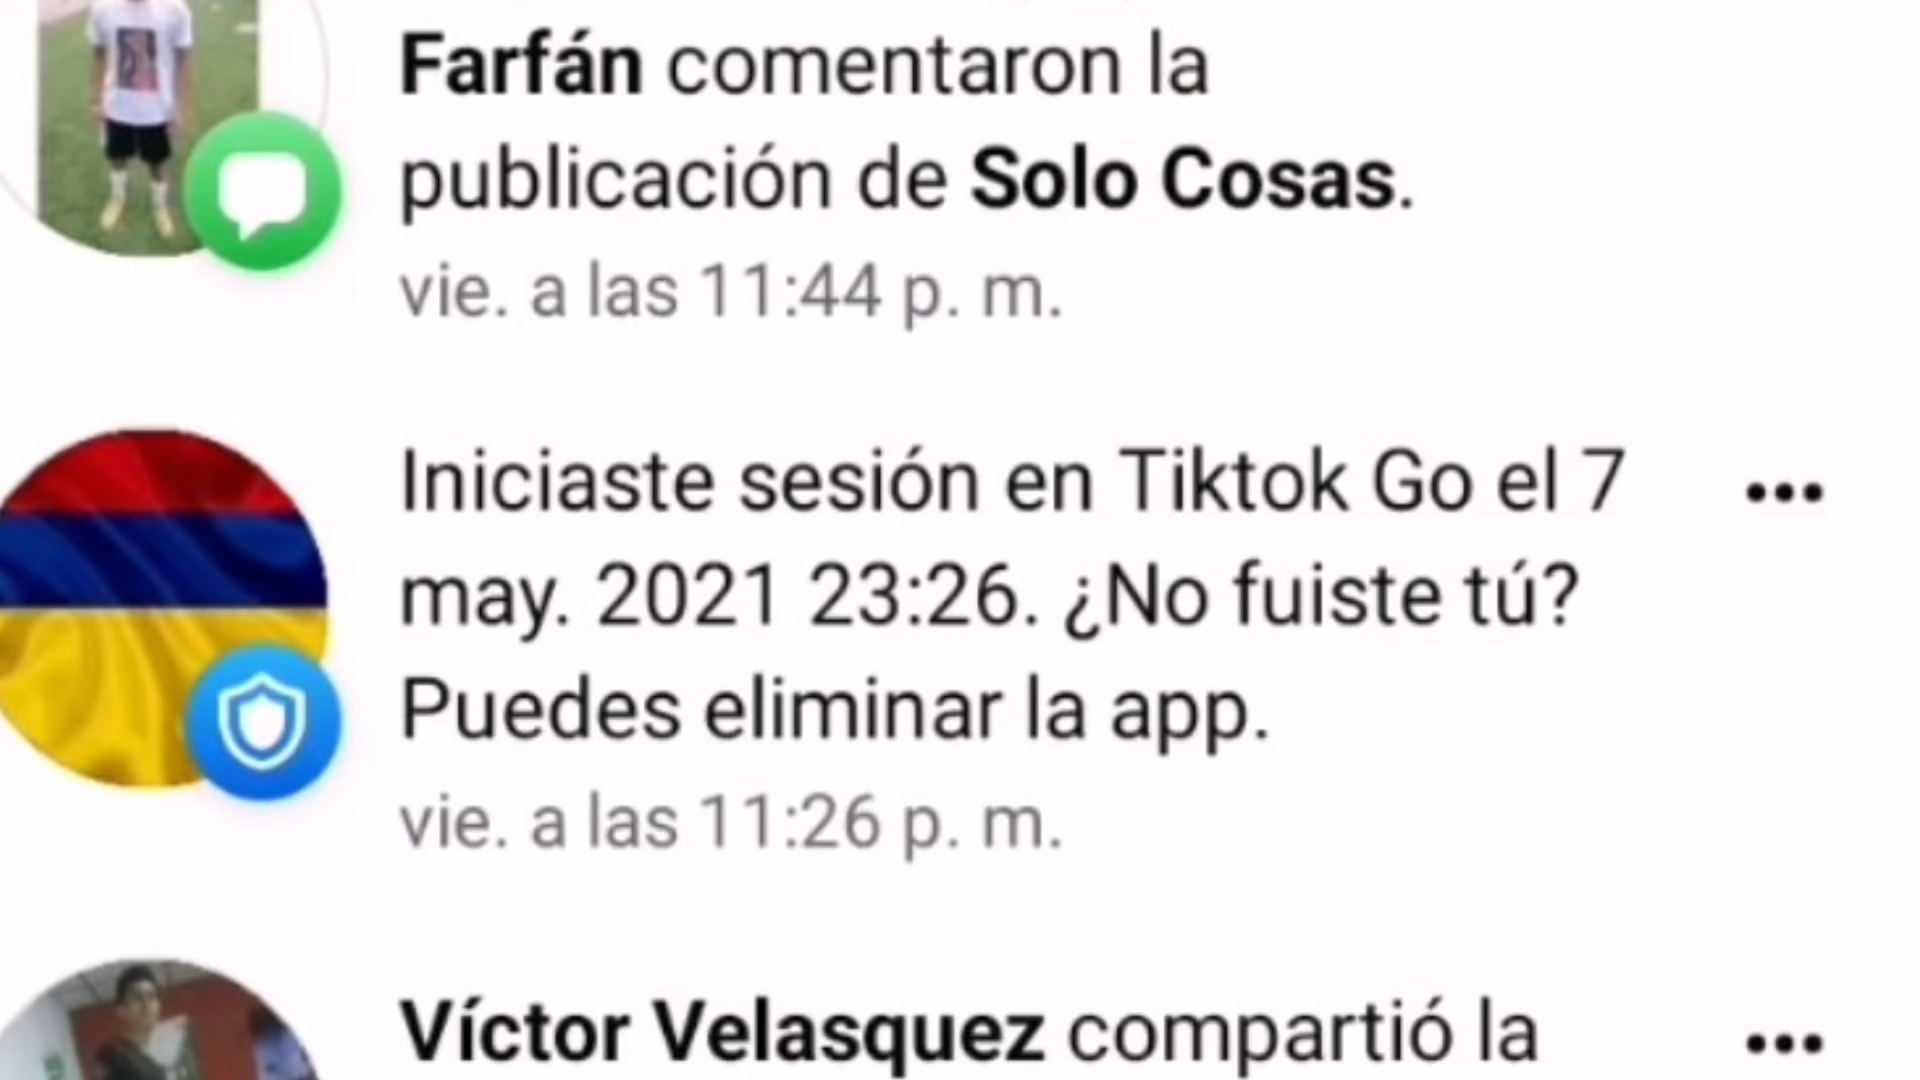 Farfán comentaron la
publicación de Solo Cosas.
vie. a las 11:44 p. m.
Iniciaste sesión en Tiktok Go el 7
may. 2021 23:26. ¿No fuiste tú?
Puedes eliminar la app.
vie. a las 11:26 p. m.
Víctor Velasquez compartió la